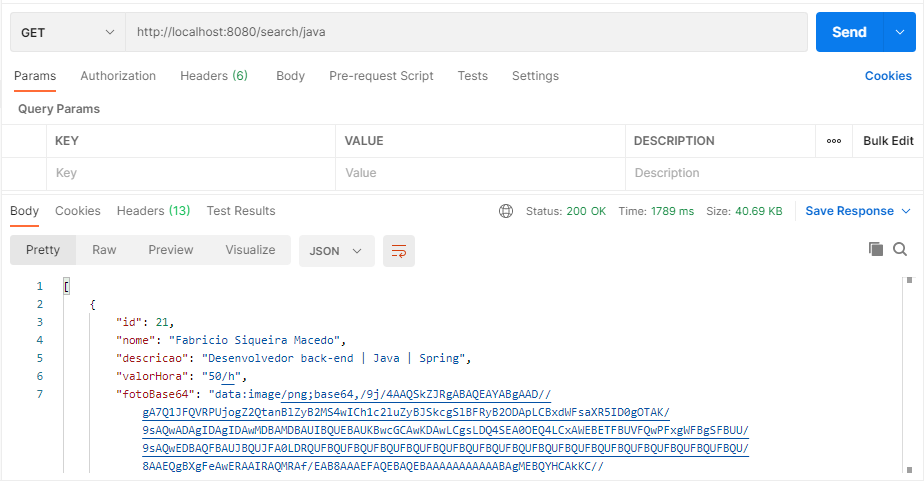 GET http://localhost:8080/search/java Send
Params Authorization Headers (6) Body Pre-request Script Tests Settings Cookies
Query Params
KEY VALUE DESCRIPTION ooo Bulk Edit
Key Value Description
Body Cookies Headers (13) Test Results Status: 200 OK Time: 1789 ms Size: 40.69 KB Save Response
Pretty Raw Preview Visualize JSON
1 [
2 {
3 "id": 21,
4 "nome": "Fabricio Siqueira Macedo",
5 "descricao": "Desenvolvedor back-end | Java | Spring",
6 "valorHora": "50/h",
7 "fotoBase64": "data:image/png;base64,/9j/4AAQSkZJRgABAQEAYABgAAD//
gA7Q1JFQVRPUjogZ2QtanBlZyB2MS4wICh1c2luZyBJSkcgSlBFRyB2ODApLCBxdWFsaXR5ID0gOTAK/
9sAQwADAgIDAgIDAwMDBAMDBAUIBQUEBAUKBwcGCAwKDAwLCgsLDQ4SEA0OEQ4LCxAWEBETFBUVFQwPFxgWFBgSFBUU/
9sAQwEDBAQFBAUJBQUJFA0LDRQUFBQUFBQUFBQUFBQUFBQUFBQUFBQUFBQUFBQUFBQUFBQUFBQUFBQUFBQUFBQUFBQU/
8AAEQgBXgFeAwERAAIRAQMRAf/EAB8AAAEFAQEBAQEBAAAAAAAAAAABAgMEBQYHCAkKC//